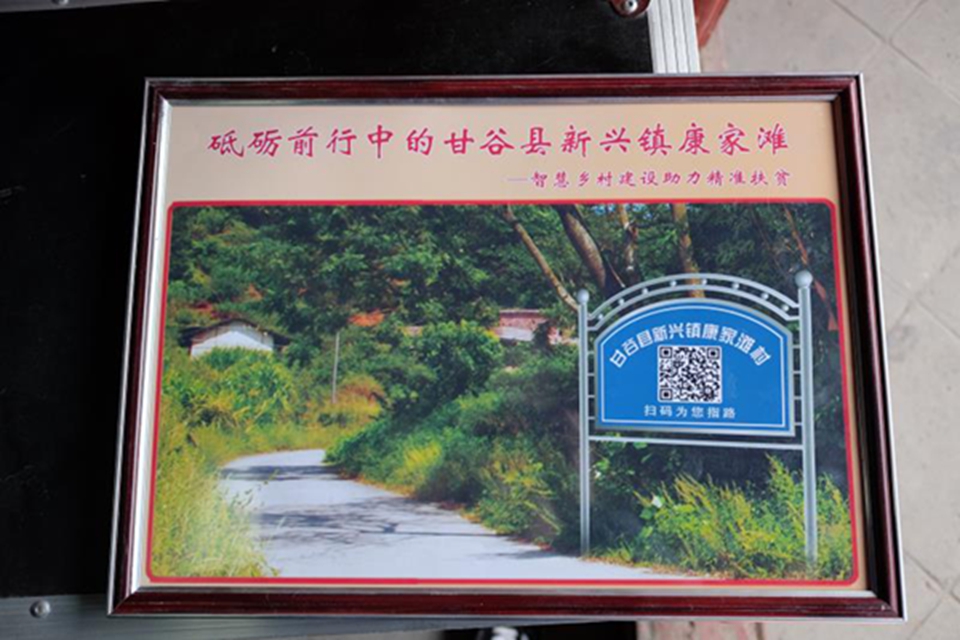 砥砺前行中的甘谷县新兴镇康家滩
—智慧乡村建设助力精准扶贫
甘谷县新兴镇康家滩村
扫码为您指路